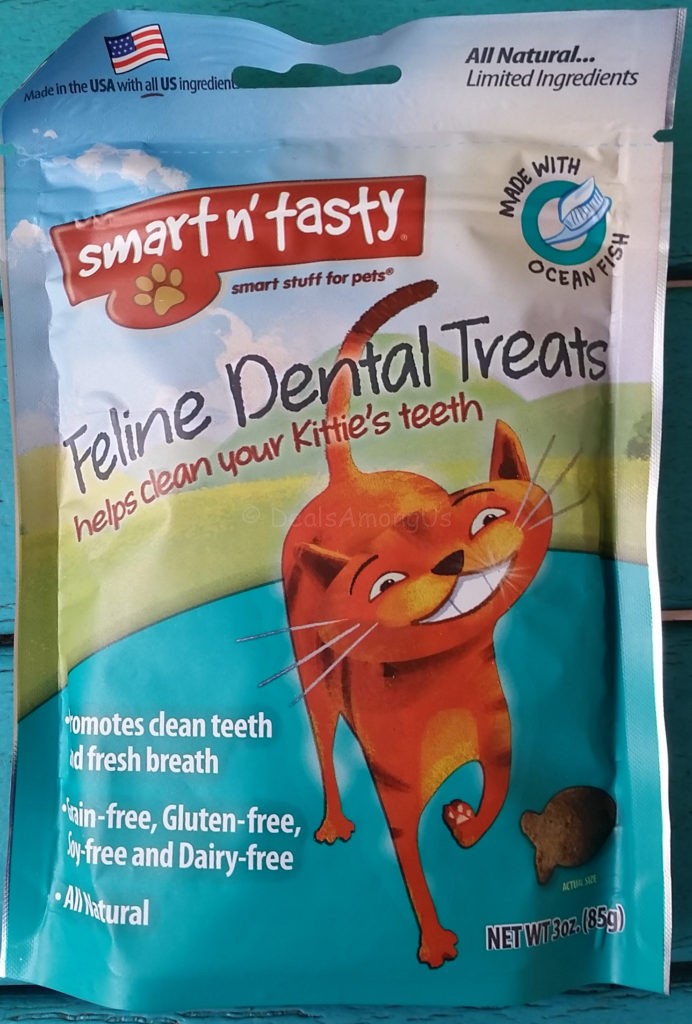 Made in the USA with all US ingredient
All Natural...
Limited Ingredients
MADE WITH
OCEAN FISH
smart n' tasty®
smart stuff for pets®
Feline Dental Treats
helps clean your Kittie's teeth
© DealsAmongUs
• romotes clean teeth
d fresh breath
• rain-free, Gluten-free,
oy-free and Dairy-free
• All Natural
ACTUAL SIZE
NET WT 3oz. (85g)